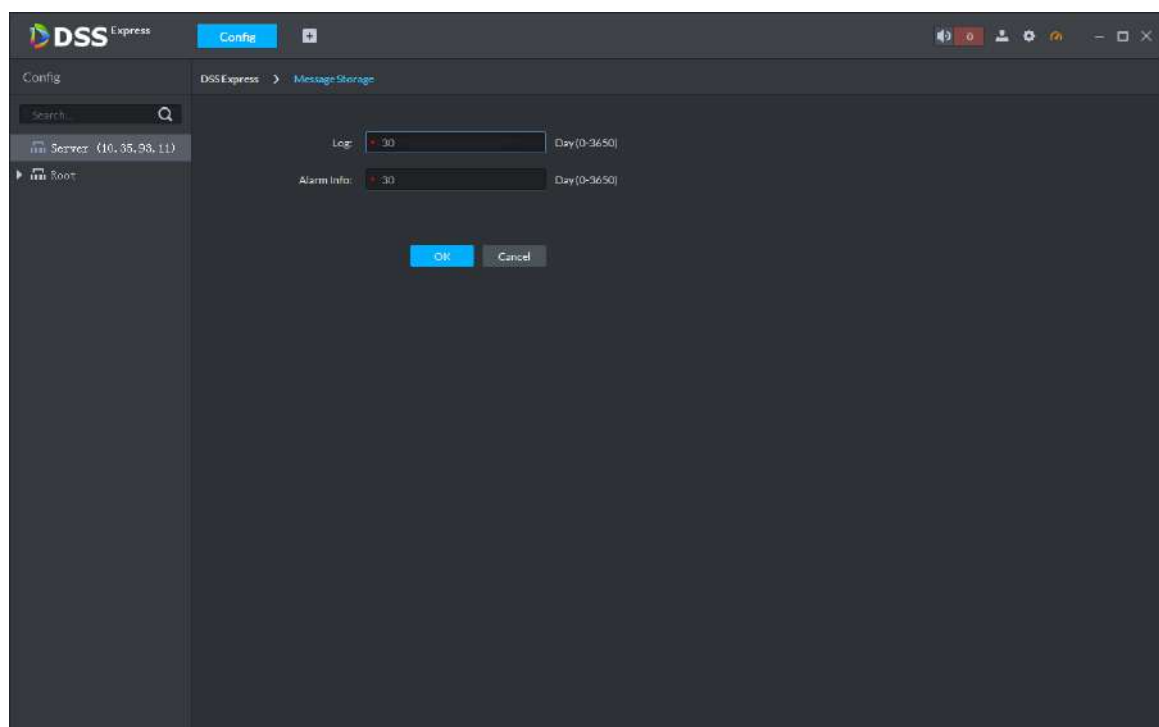 DSS Express
Config
0
Config
DSS Express > Message Storage
Search...
Server (10.35.93.11)
Root
Log: * 30 Day(0-3650)
Alarm Info: * 30 Day(0-3650)
OK Cancel